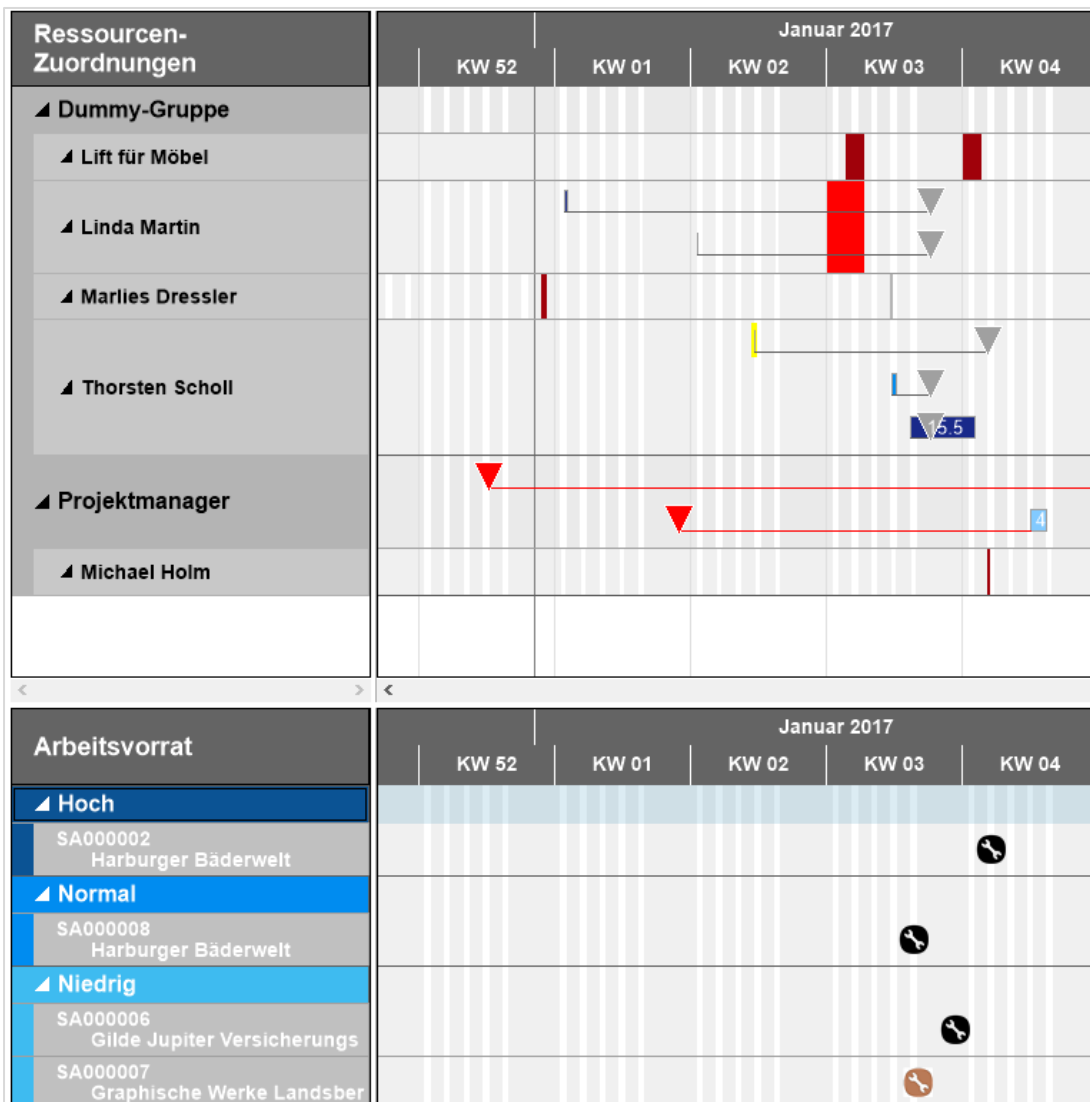 Ressourcen-
Zuordnungen
Januar 2017
KW 52 KW 01 KW 02 KW 03 KW 04
Dummy-Gruppe
Lift für Möbel
Linda Martin
Marlies Dressler
Thorsten Scholl
15.5
Projektmanager
4
Michael Holm
Arbeitsvorrat
Januar 2017
KW 52 KW 01 KW 02 KW 03 KW 04
Hoch
SA000002
Harburger Bäderwelt
Normal
SA000008
Harburger Bäderwelt
Niedrig
SA000006
Gilde Jupiter Versicherungs
SA000007
Graphische Werke Landsber